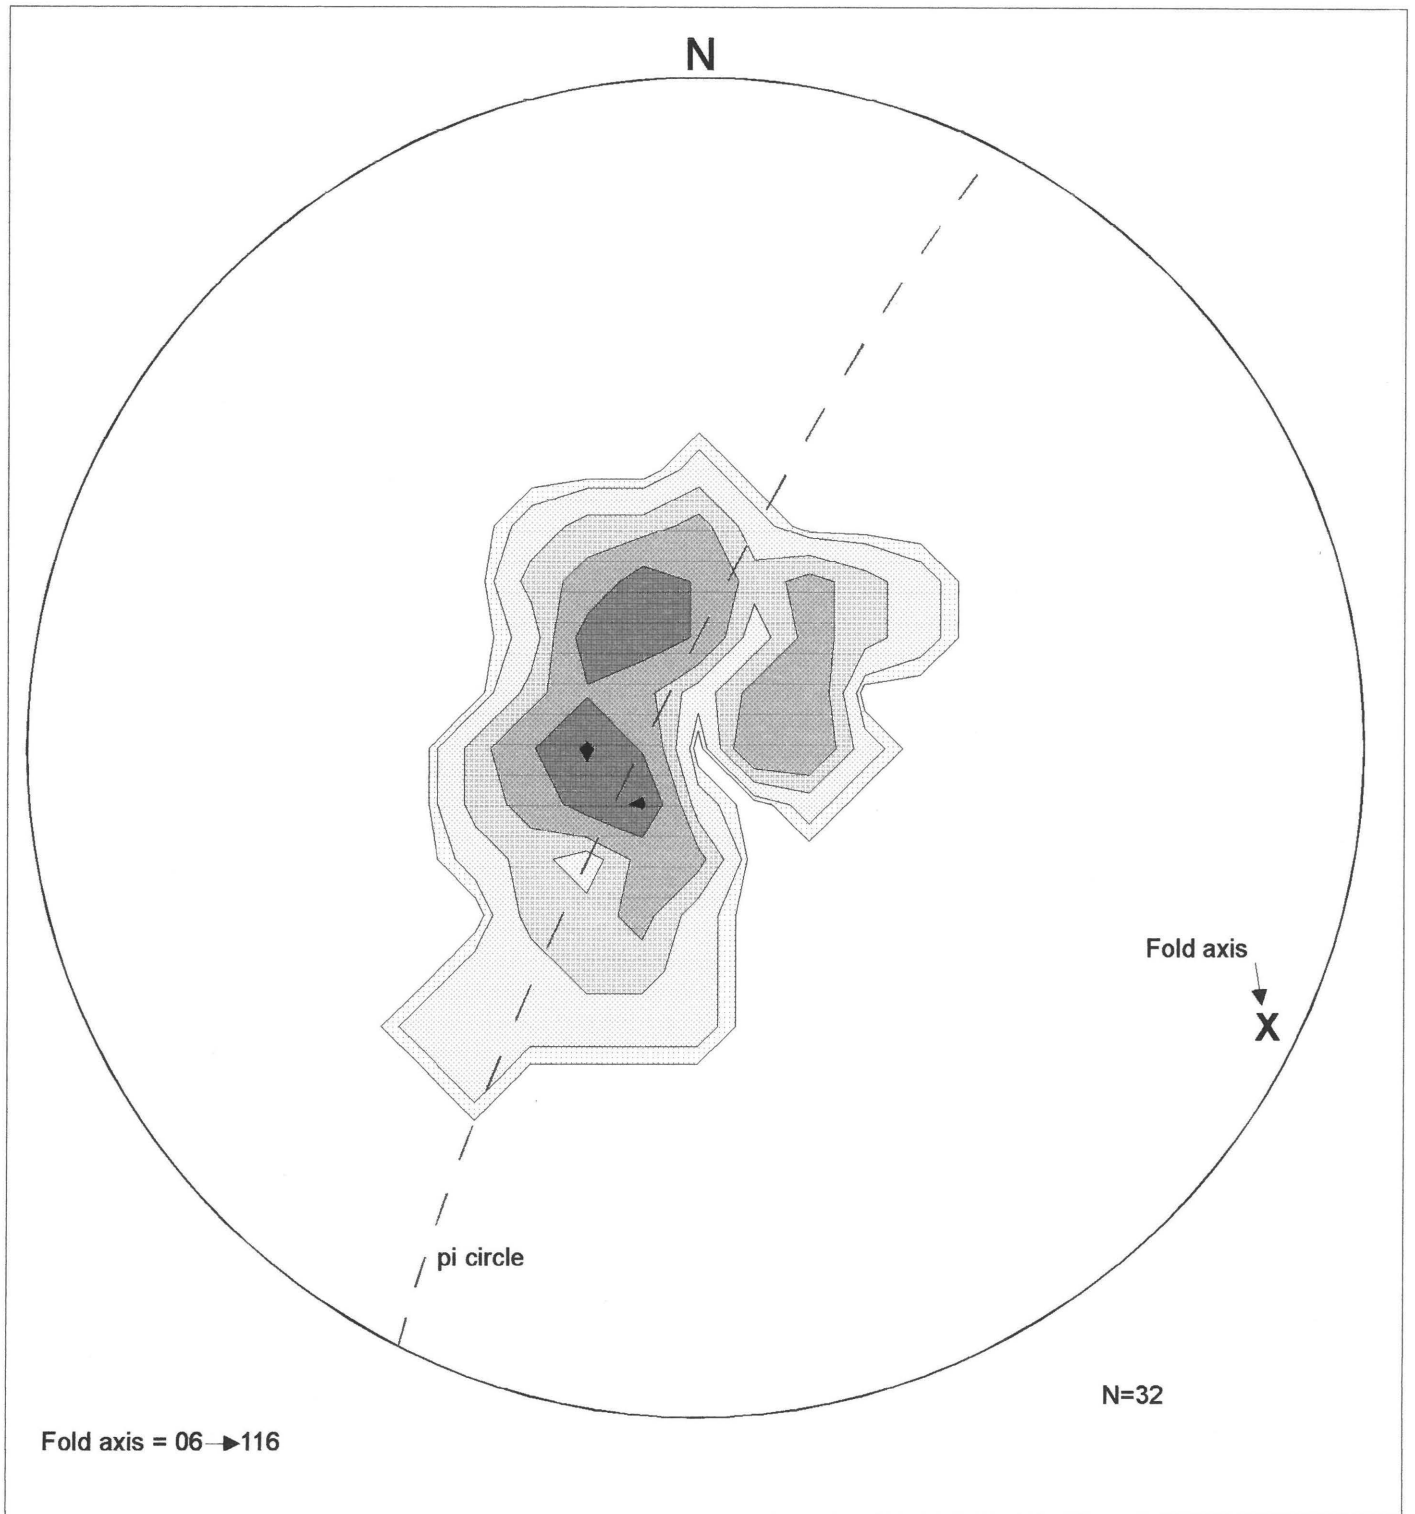 N
Fold axis
X
pi circle
N=32
Fold axis = 06→116